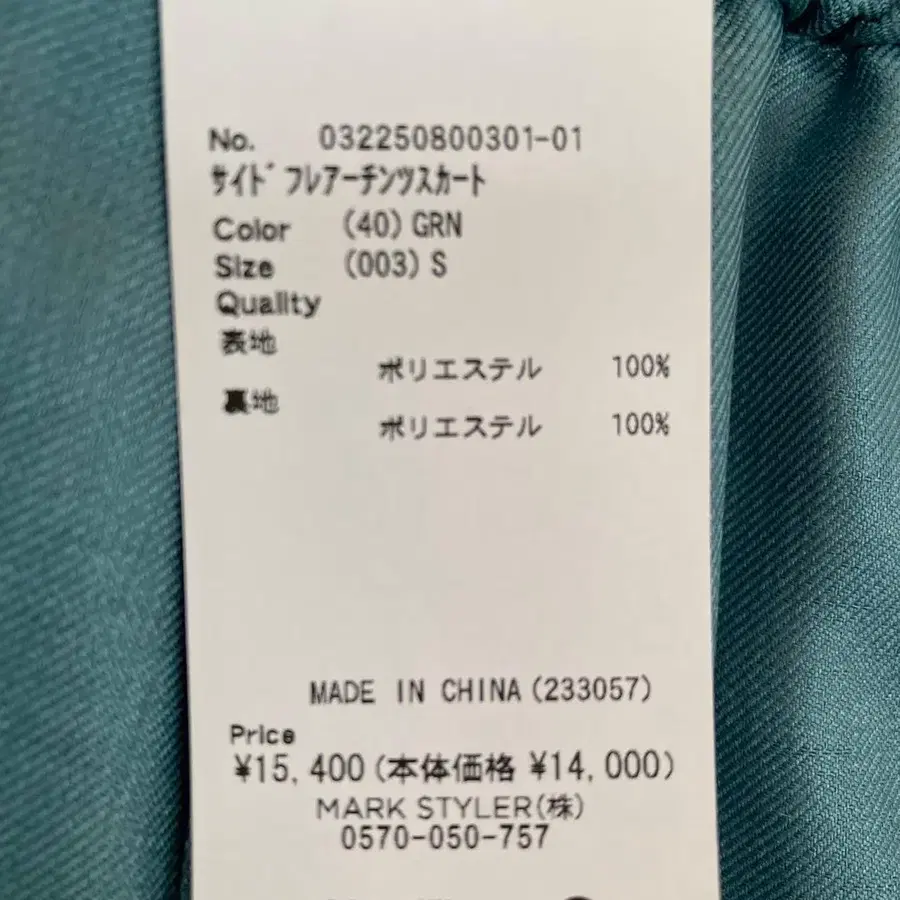 No. 032250800301-01
サイドフレアーチンツスカート
Color (40) GRN
Size (003) S
Quality
表地
ポリエステル 100%
裏地
ポリエステル 100%
MADE IN CHINA (233057)
Price
¥15,400 (本体価格 ¥14,000)
MARK STYLER(株)
0570-050-757